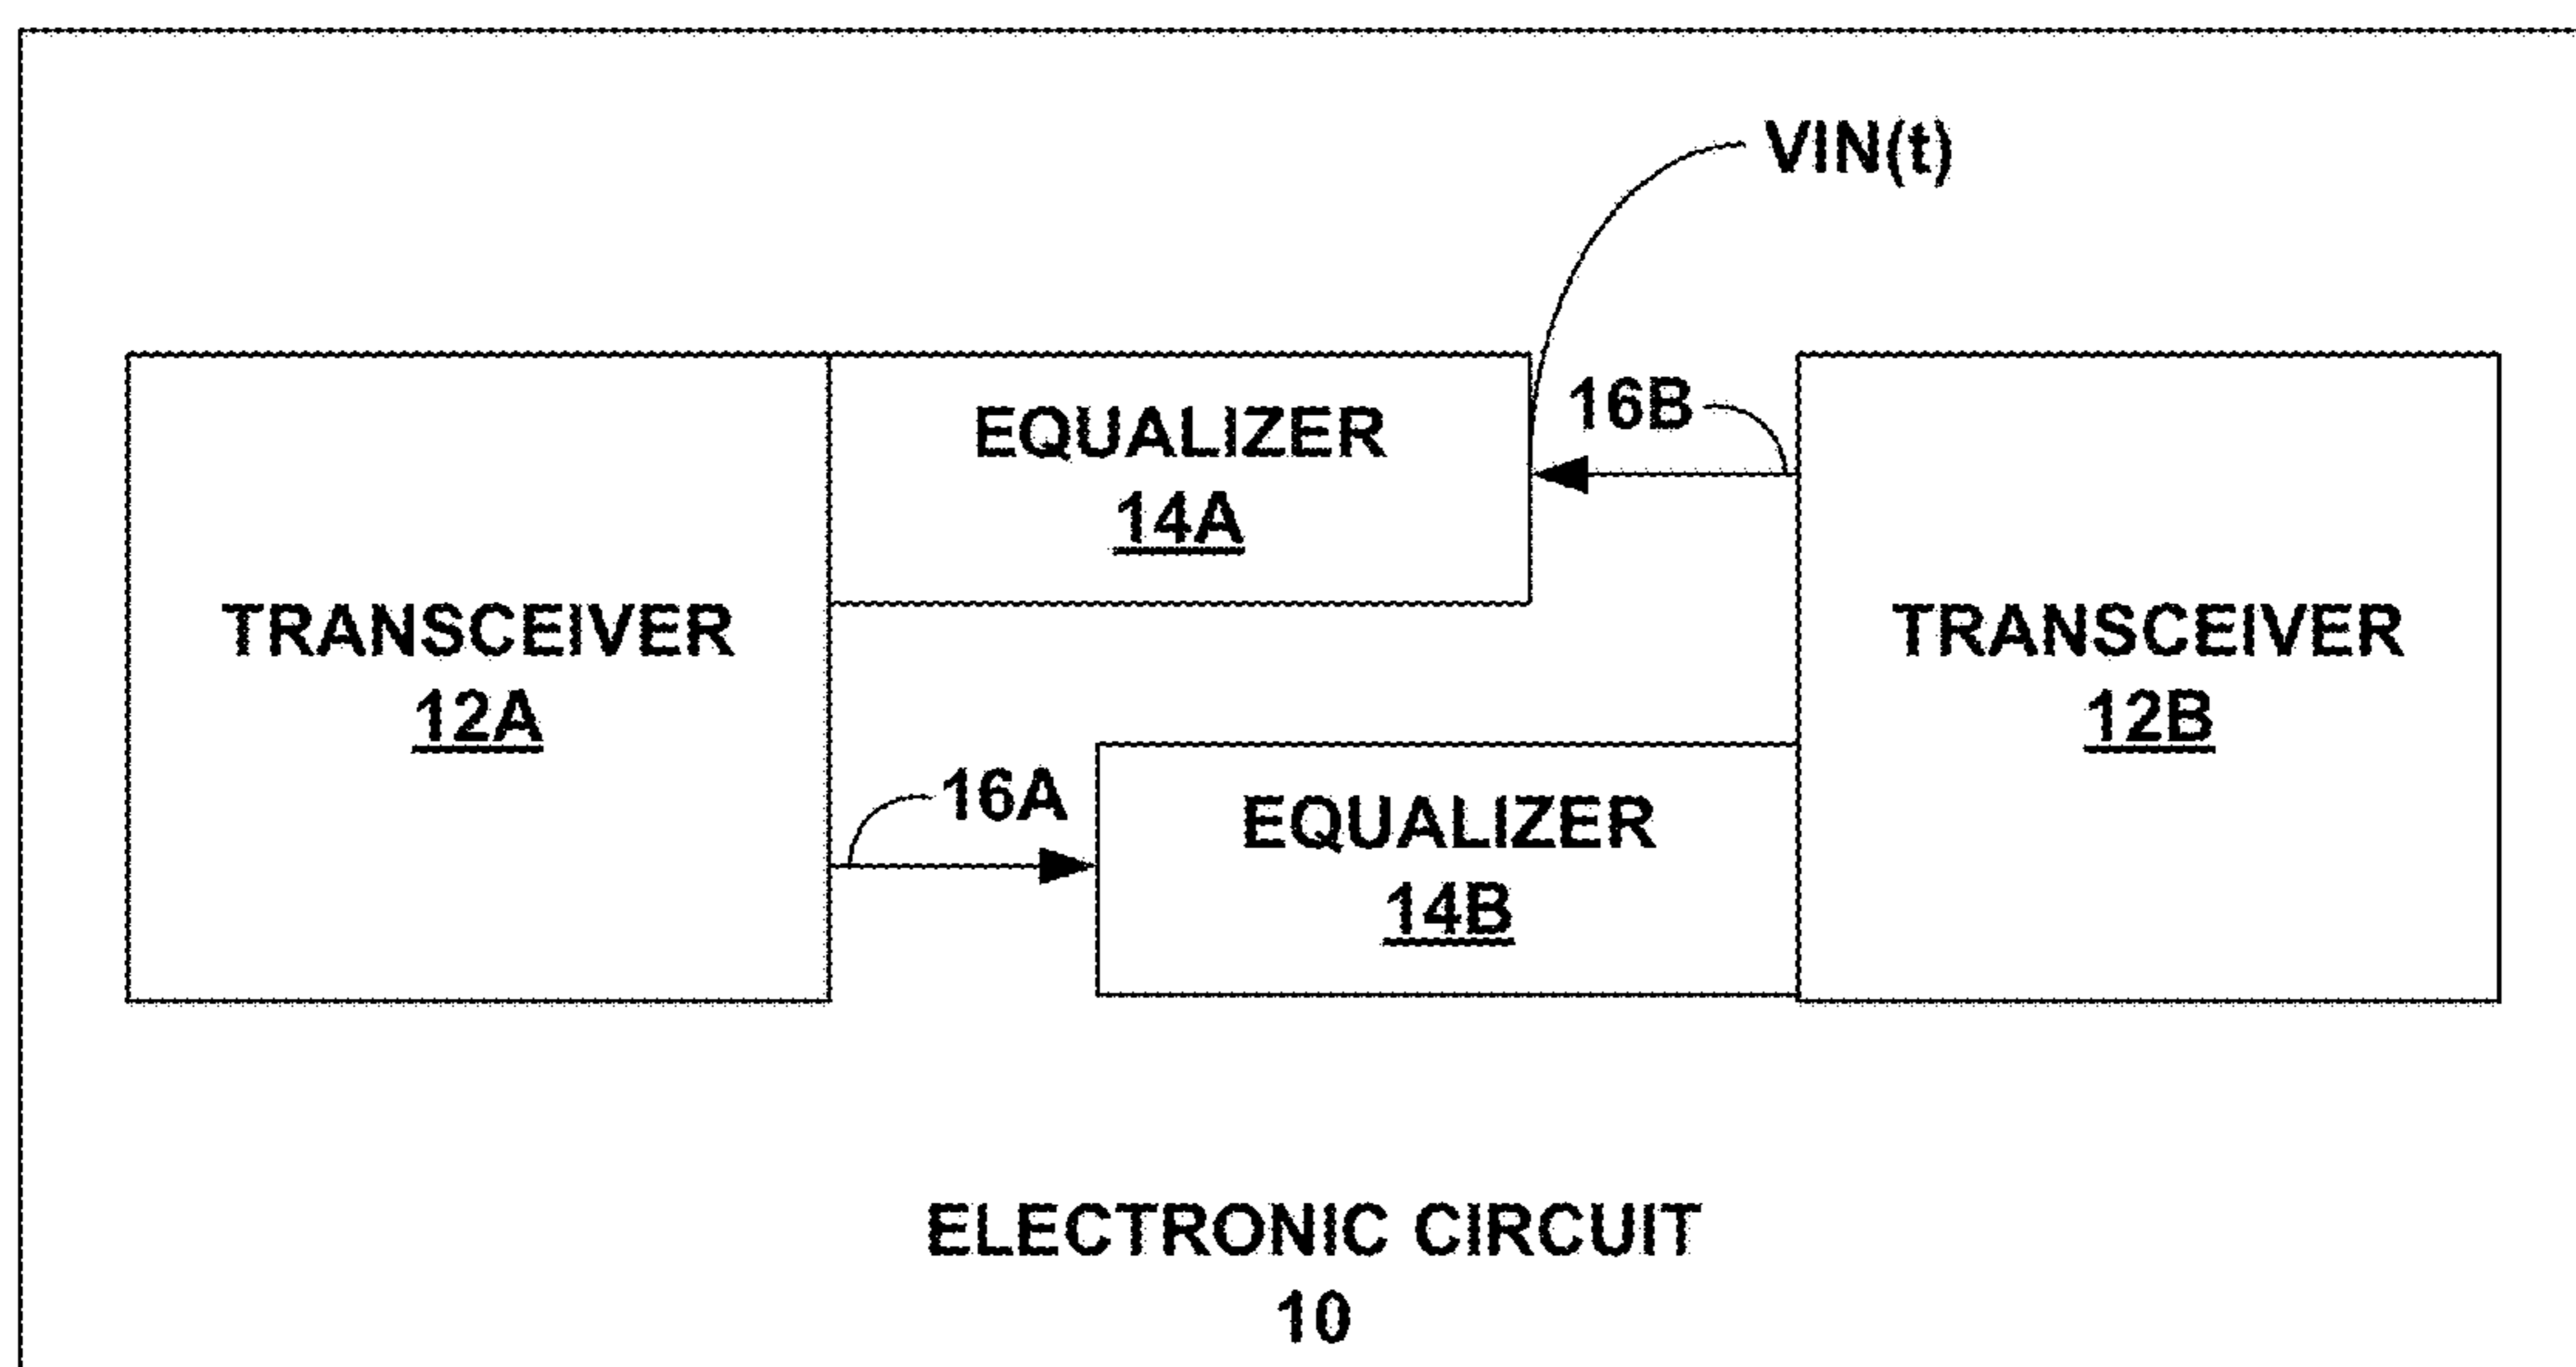 VIN(t)
EQUALIZER
14A
16B
TRANSCEIVER
12A
TRANSCEIVER
12B
16A
EQUALIZER
14B
ELECTRONIC CIRCUIT
10